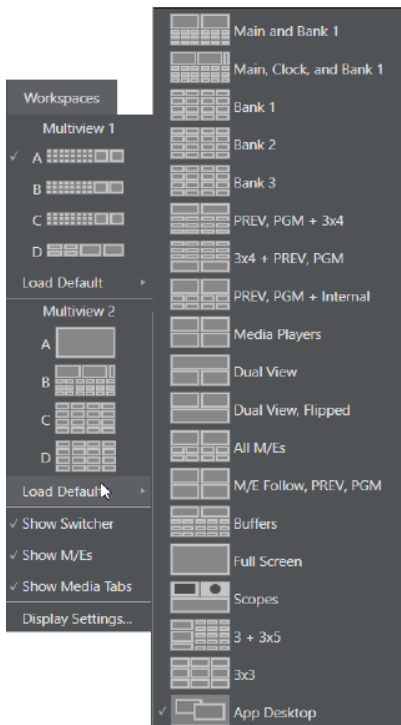 Workspaces
Multiview 1
A
B
C
D
Load Default
Multiview 2
A
B
C
D
Load Default
Show Switcher
Show M/Es
Show Media Tabs
Display Settings...
Main and Bank 1
Main, Clock, and Bank 1
Bank 1
Bank 2
Bank 3
PREV, PGM + 3x4
3x4 + PREV, PGM
PREV, PGM + Internal
Media Players
Dual View
Dual View, Flipped
All M/Es
M/E Follow, PREV, PGM
Buffers
Full Screen
Scopes
3 + 3x5
3x3
App Desktop